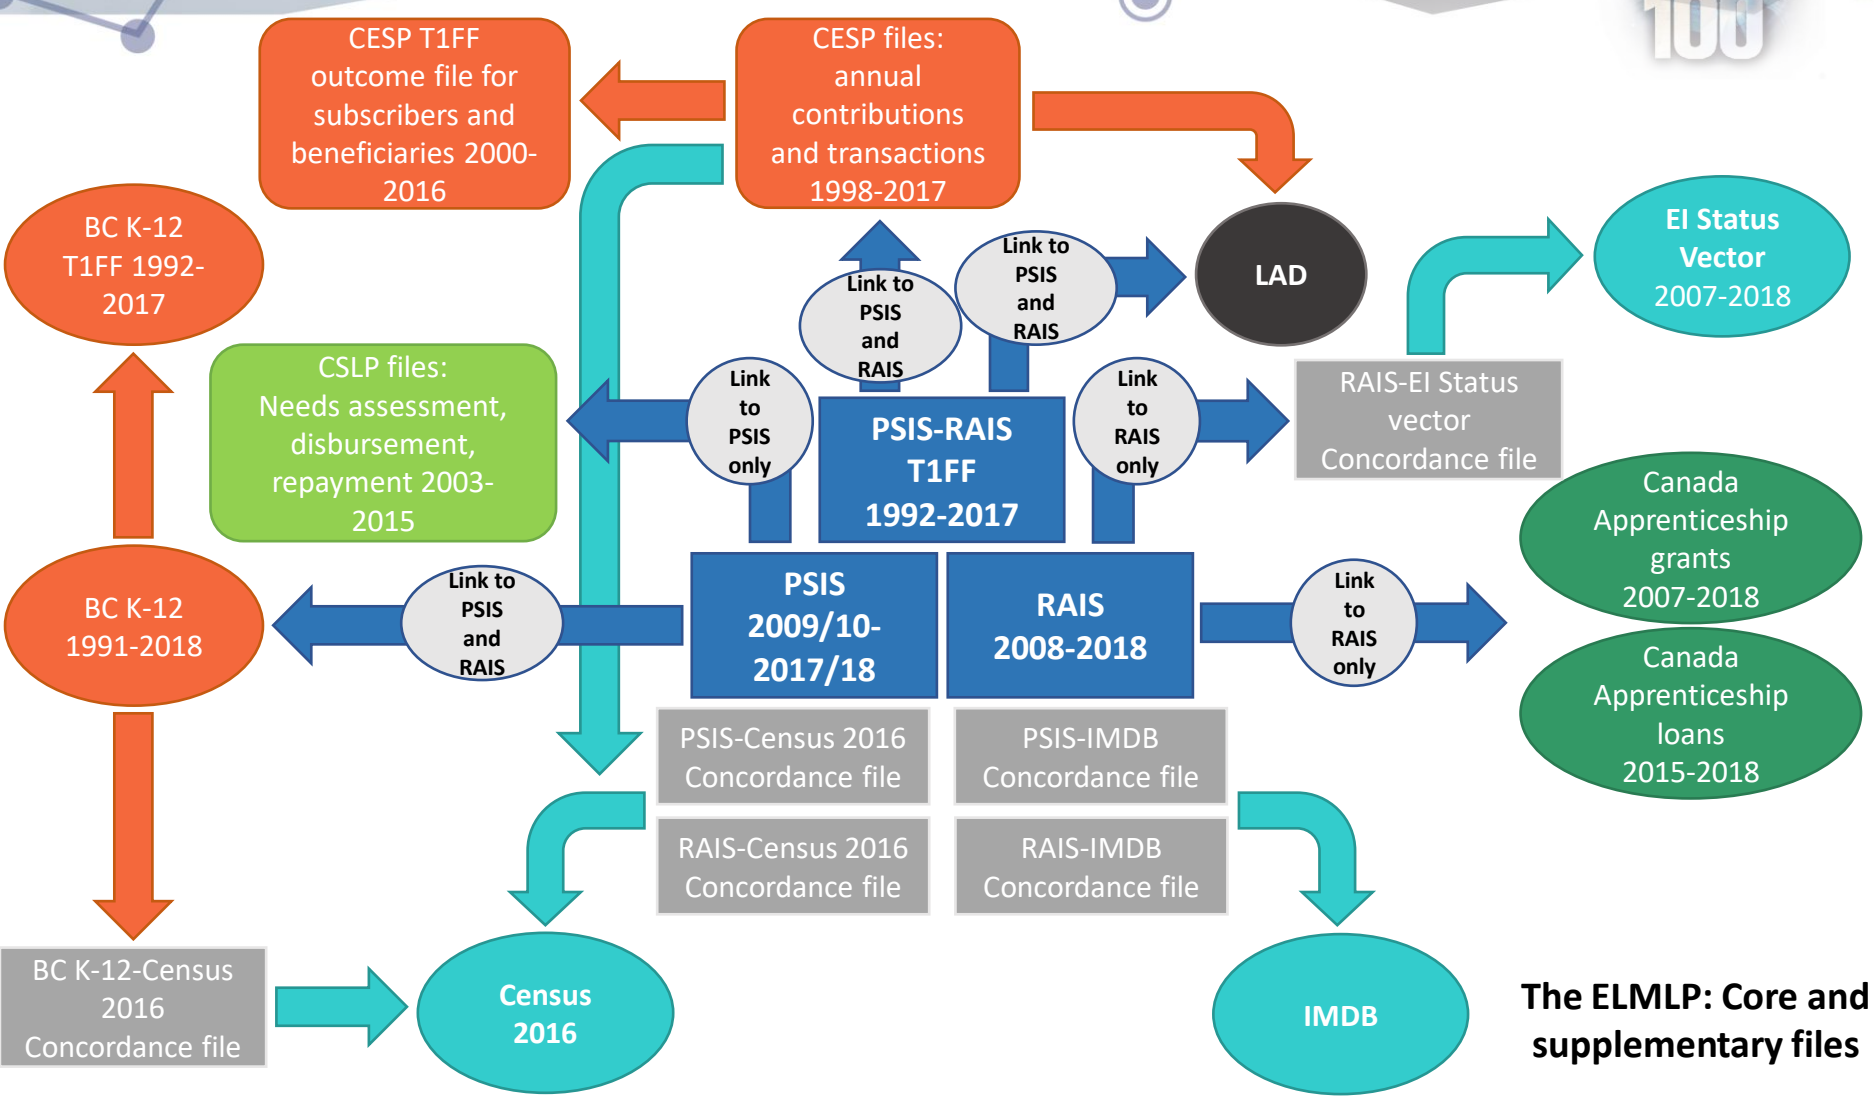 100
CESP T1FF
outcome file for
subscribers and
beneficiaries 2000-
2016
CESP files:
annual
contributions
and transactions
1998-2017
BC K-12
T1FF 1992-
2017
Link to
PSIS
and
RAIS
Link to
PSIS
and
RAIS
LAD
EI Status
Vector
2007-2018
CSLP files:
Needs assessment,
disbursement,
repayment 2003-
2015
Link
to
PSIS
only
PSIS-RAIS
T1FF
1992-2017
Link
to
RAIS
only
RAIS-EI Status
vector
Concordance file
Canada
Apprenticeship
grants
2007-2018
BC K-12
1991-2018
Link to
PSIS
and
RAIS
PSIS
2009/10-
2017/18
RAIS
2008-2018
Link
to
RAIS
only
Canada
Apprenticeship
loans
2015-2018
PSIS-Census 2016
Concordance file
PSIS-IMDB
Concordance file
RAIS-Census 2016
Concordance file
RAIS-IMDB
Concordance file
BC K-12-Census
2016
Concordance file
Census
2016
IMDB
The ELMLP: Core and
supplementary files